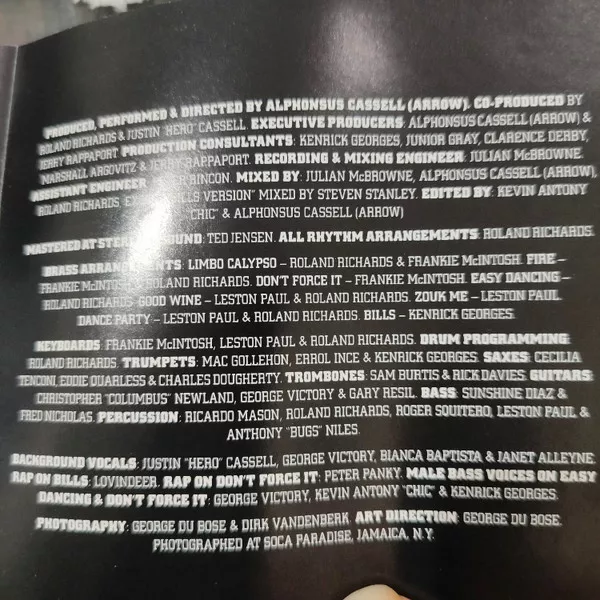 PRODUCED, PERFORMED & DIRECTED BY ALPHONSUS CASSELL (ARROW). CO-PRODUCED BY
ROLAND RICHARDS & JUSTIN "HERO" CASSELL. EXECUTIVE PRODUCERS: ALPHONSUS CASSELL (ARROW) &
JERRY RAPPAPORT. PRODUCTION CONSULTANTS: KENRICK GEORGES, JUNIOR GRAY, CLARENCE DERBY,
MARSHALL ARGOVITZ & JERRY RAPPAPORT. RECORDING & MIXING ENGINEER: JULIAN McBROWNE.
ASSISTANT ENGINEER RINCON. MIXED BY: JULIAN McBROWNE, ALPHONSUS CASSELL (ARROW),
ROLAND RICHARDS. VERSION" MIXED BY STEVEN STANLEY. EDITED BY: KEVIN ANTONY
"CHIC" & ALPHONSUS CASSELL (ARROW)
MASTERED AT SOUND: TED JENSEN. ALL RHYTHM ARRANGEMENTS: ROLAND RICHARDS.
BRASS ARRANGEMENTS: LIMBO CALYPSO – ROLAND RICHARDS & FRANKIE McINTOSH. FIRE –
FRANKIE McINTOSH & ROLAND RICHARDS. DON'T FORCE IT – FRANKIE McINTOSH. EASY DANCING –
ROLAND RICHARDS. GOOD WINE – LESTON PAUL & ROLAND RICHARDS. ZOUK ME – LESTON PAUL.
DANCE PARTY – LESTON PAUL & ROLAND RICHARDS. BILLS – KENRICK GEORGES.
KEYBOARDS: FRANKIE McINTOSH, LESTON PAUL & ROLAND RICHARDS. DRUM PROGRAMMING:
ROLAND RICHARDS. TRUMPETS: MAC GOLLEHON, ERROL INCE & KENRICK GEORGES. SAXES: CECILIA
TENCONI, EDDIE QUARLESS & CHARLES DOUGHERTY. TROMBONES: SAM BURTIS & RICK DAVIES. GUITARS:
CHRISTOPHER "COLUMBUS" NEWLAND, GEORGE VICTORY & GARY RESIL. BASS: SUNSHINE DIAZ &
FRED NICHOLAS. PERCUSSION: RICARDO MASON, ROLAND RICHARDS, ROGER SQUITERO, LESTON PAUL &
ANTHONY "BUGS" NILES.
BACKGROUND VOCALS: JUSTIN "HERO" CASSELL, GEORGE VICTORY, BIANCA BAPTISTA & JANET ALLEYNE.
RAP ON BILLS: LOVINDEER. RAP ON DON'T FORCE IT: PETER PANKY. MALE BASS VOICES ON EASY
DANCING & DON'T FORCE IT: GEORGE VICTORY, KEVIN ANTONY "CHIC" & KENRICK GEORGES.
PHOTOGRAPHY: GEORGE DU BOSE & DIRK VANDENBERK. ART DIRECTION: GEORGE DU BOSE.
PHOTOGRAPHED AT SOCA PARADISE, JAMAICA, N.Y.